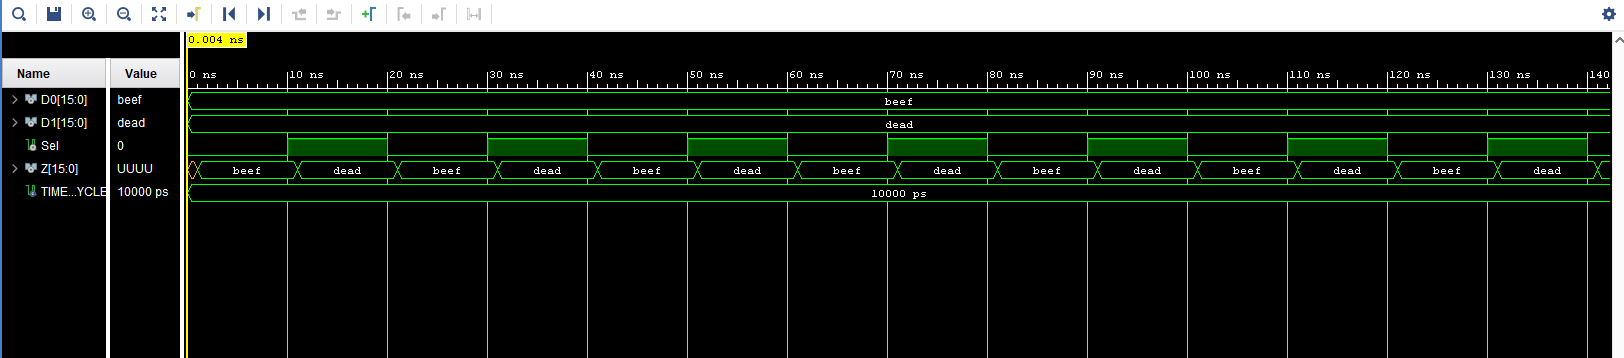 0.004 ns
Name Value
0 ns 10 ns 20 ns 30 ns 40 ns 50 ns 60 ns 70 ns 80 ns 90 ns 100 ns 110 ns 120 ns 130 ns 140
D0[15:0] beef beef
D1[15:0] dead dead
Sel 0
Z[15:0] UUUU beef dead beef dead beef dead beef dead beef dead beef dead beef dead
TIME...YCLE 10000 ps 10000 ps